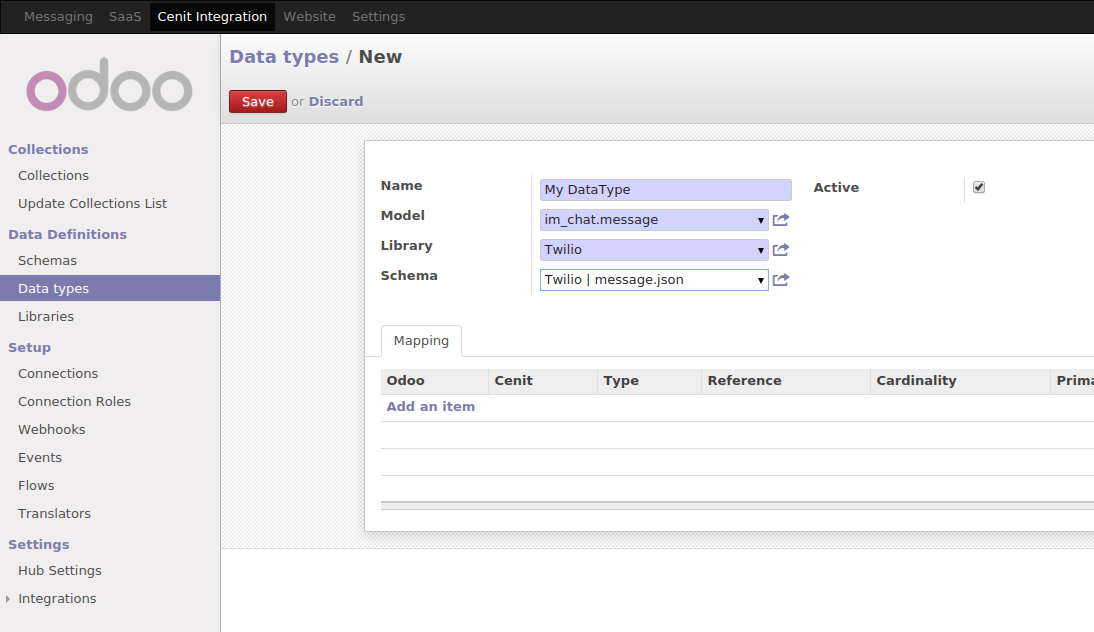 Messaging SaaS Cenit Integration Website Settings
odoo
Collections
Collections
Update Collections List
Data Definitions
Schemas
Data types
Libraries
Setup
Connections
Connection Roles
Webhooks
Events
Flows
Translators
Settings
Hub Settings
Integrations
Data types / New
Save or Discard
Name My DataType Active
Model im_chat.message
Library Twilio
Schema Twilio | message.json
Mapping
Odoo Cenit Type Reference Cardinality Prima
Add an item